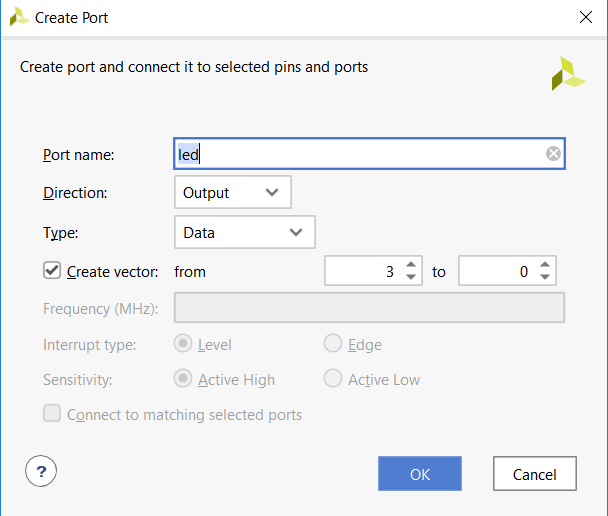 Create Port
Create port and connect it to selected pins and ports
Port name: led
Direction: Output
Type: Data
Create vector: from 3 to 0
Frequency (MHz):
Interrupt type: Level Edge
Sensitivity: Active High Active Low
Connect to matching selected ports
? OK Cancel